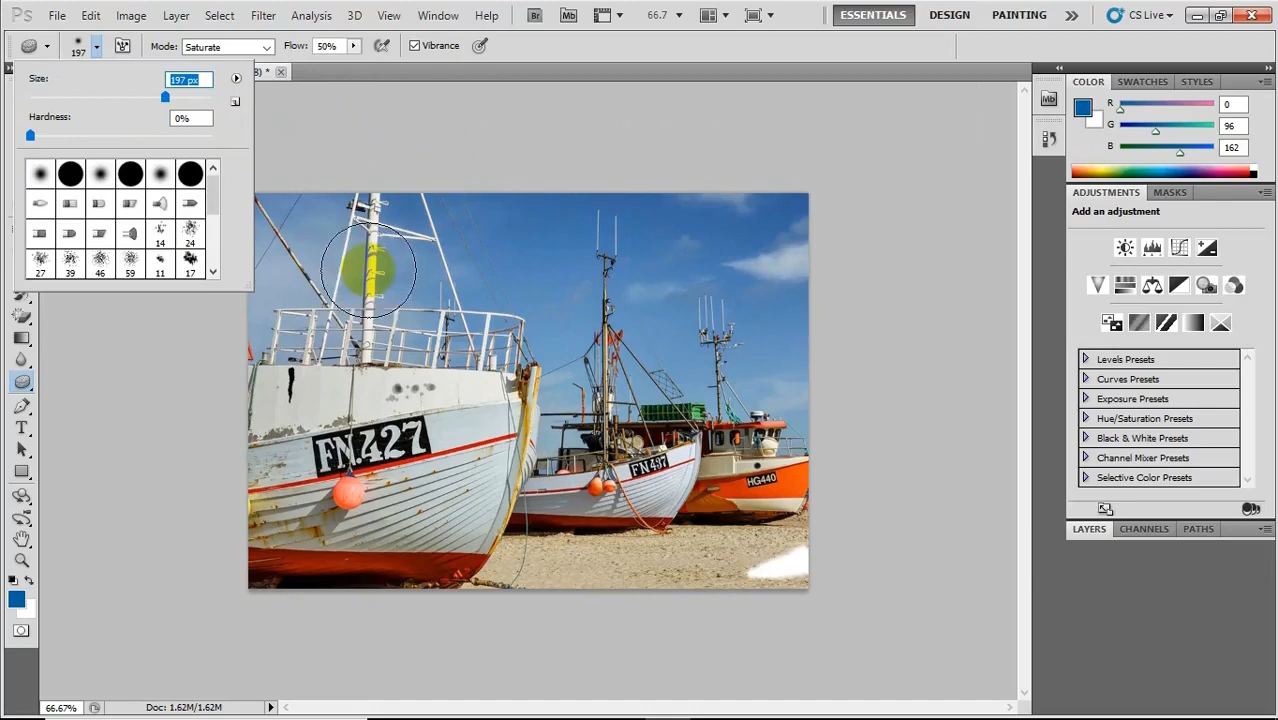 Ps File Edit Image Layer Select Filter Analysis 3D View Window Help Br Mb 66.7 ESSENTIALS DESIGN PAINTING CS Live
197 Mode: Saturate Flow: 50% Vibrance
Size: 197 px
Hardness: 0%
14 24
27 39 46 59 11 17
) *
Mb
COLOR SWATCHES STYLES
R 0
G 96
B 162
ADJUSTMENTS MASKS
Add an adjustment
Levels Presets
Curves Presets
Exposure Presets
Hue/Saturation Presets
Black & White Presets
Channel Mixer Presets
Selective Color Presets
LAYERS CHANNELS PATHS
FN.427
FN437
HG440
T
66.67% Doc: 1.62M/1.62M